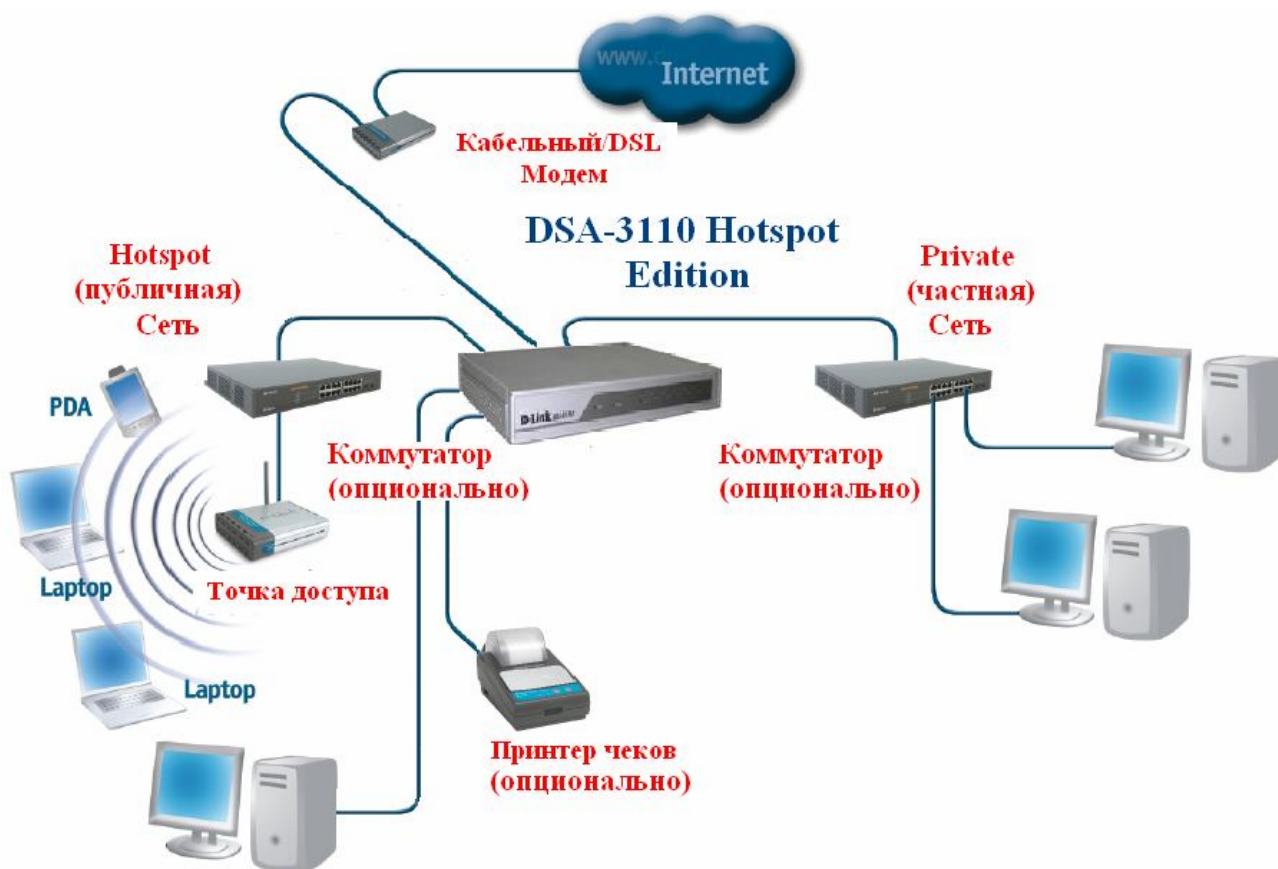 www.
Internet
Кабельный/DSL
Модем
DSA-3110 Hotspot
Edition
Hotspot
(публичная)
Сеть
Private
(частная)
Сеть
PDA
D-Link
Коммутатор
(опционально)
Коммутатор
(опционально)
Laptop
Точка доступа
Laptop
Принтер чеков
(опционально)